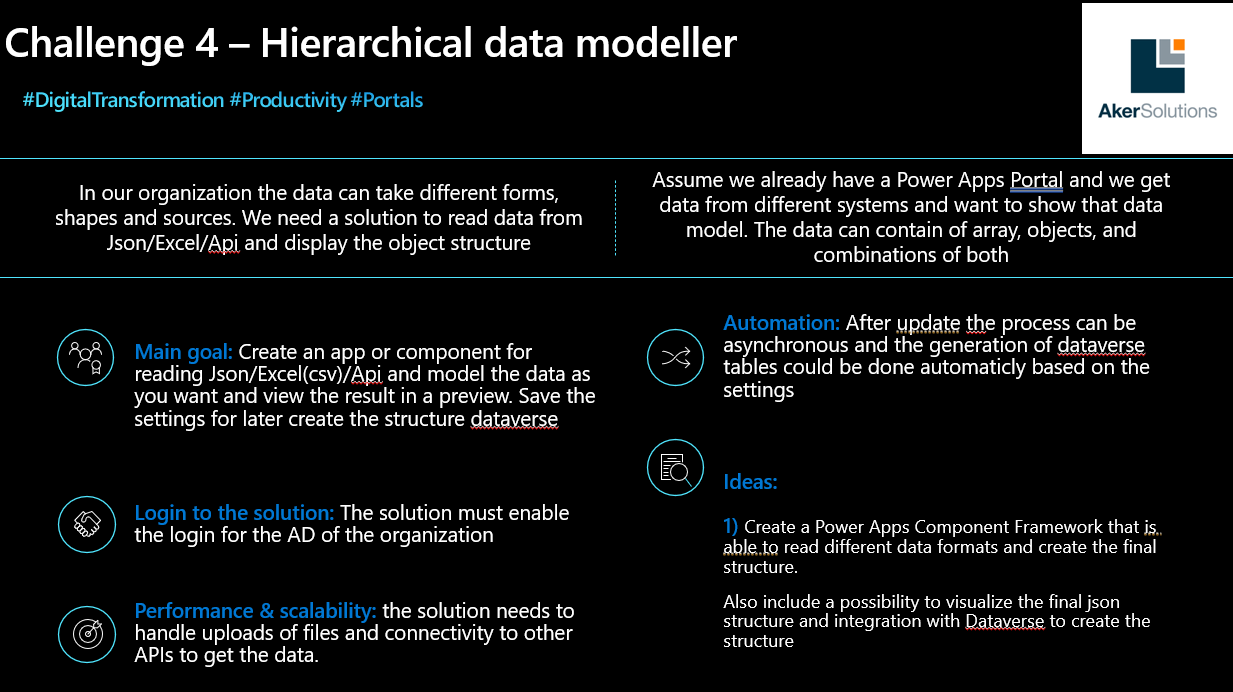 Challenge 4 – Hierarchical data modeller
#DigitalTransformation #Productivity #Portals
AkerSolutions
In our organization the data can take different forms,
shapes and sources. We need a solution to read data from
Json/Excel/Api and display the object structure
Assume we already have a Power Apps Portal and we get
data from different systems and want to show that data
model. The data can contain of array, objects, and
combinations of both
Main goal: Create an app or component for
reading Json/Excel(csv)/Api and model the data as
you want and view the result in a preview. Save the
settings for later create the structure dataverse
Login to the solution: The solution must enable
the login for the AD of the organization
Performance & scalability: the solution needs to
handle uploads of files and connectivity to other
APIs to get the data.
Automation: After update the process can be
asynchronous and the generation of dataverse
tables could be done automaticly based on the
settings
Ideas:
1) Create a Power Apps Component Framework that is
able to read different data formats and create the final
structure.
Also include a possibility to visualize the final json
structure and integration with Dataverse to create the
structure